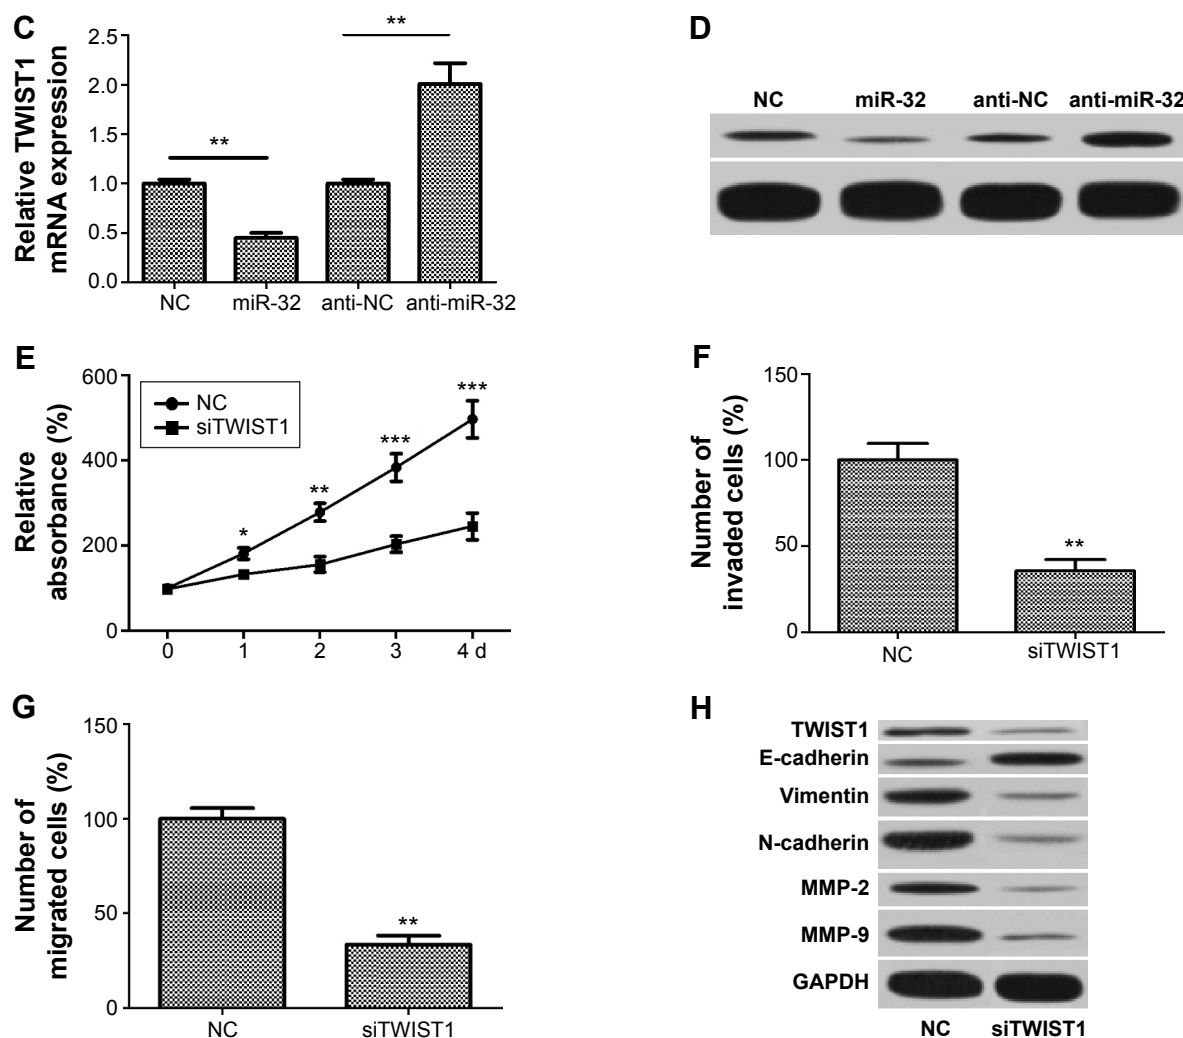 C
Relative TWIST1
mRNA expression
2.5
2.0
1.5
1.0
0.5
0.0
**
**
NC
miR-32
anti-NC
anti-miR-32
D
NC
miR-32
anti-NC
anti-miR-32
E
Relative
absorbance (%)
600
400
200
0
NC
siTWIST1
*
**
***
***
0
1
2
3
4 d
F
Number of
invaded cells (%)
150
100
50
0
**
NC
siTWIST1
G
Number of
migrated cells (%)
150
100
50
0
**
NC
siTWIST1
H
TWIST1
E-cadherin
Vimentin
N-cadherin
MMP-2
MMP-9
GAPDH
NC
siTWIST1